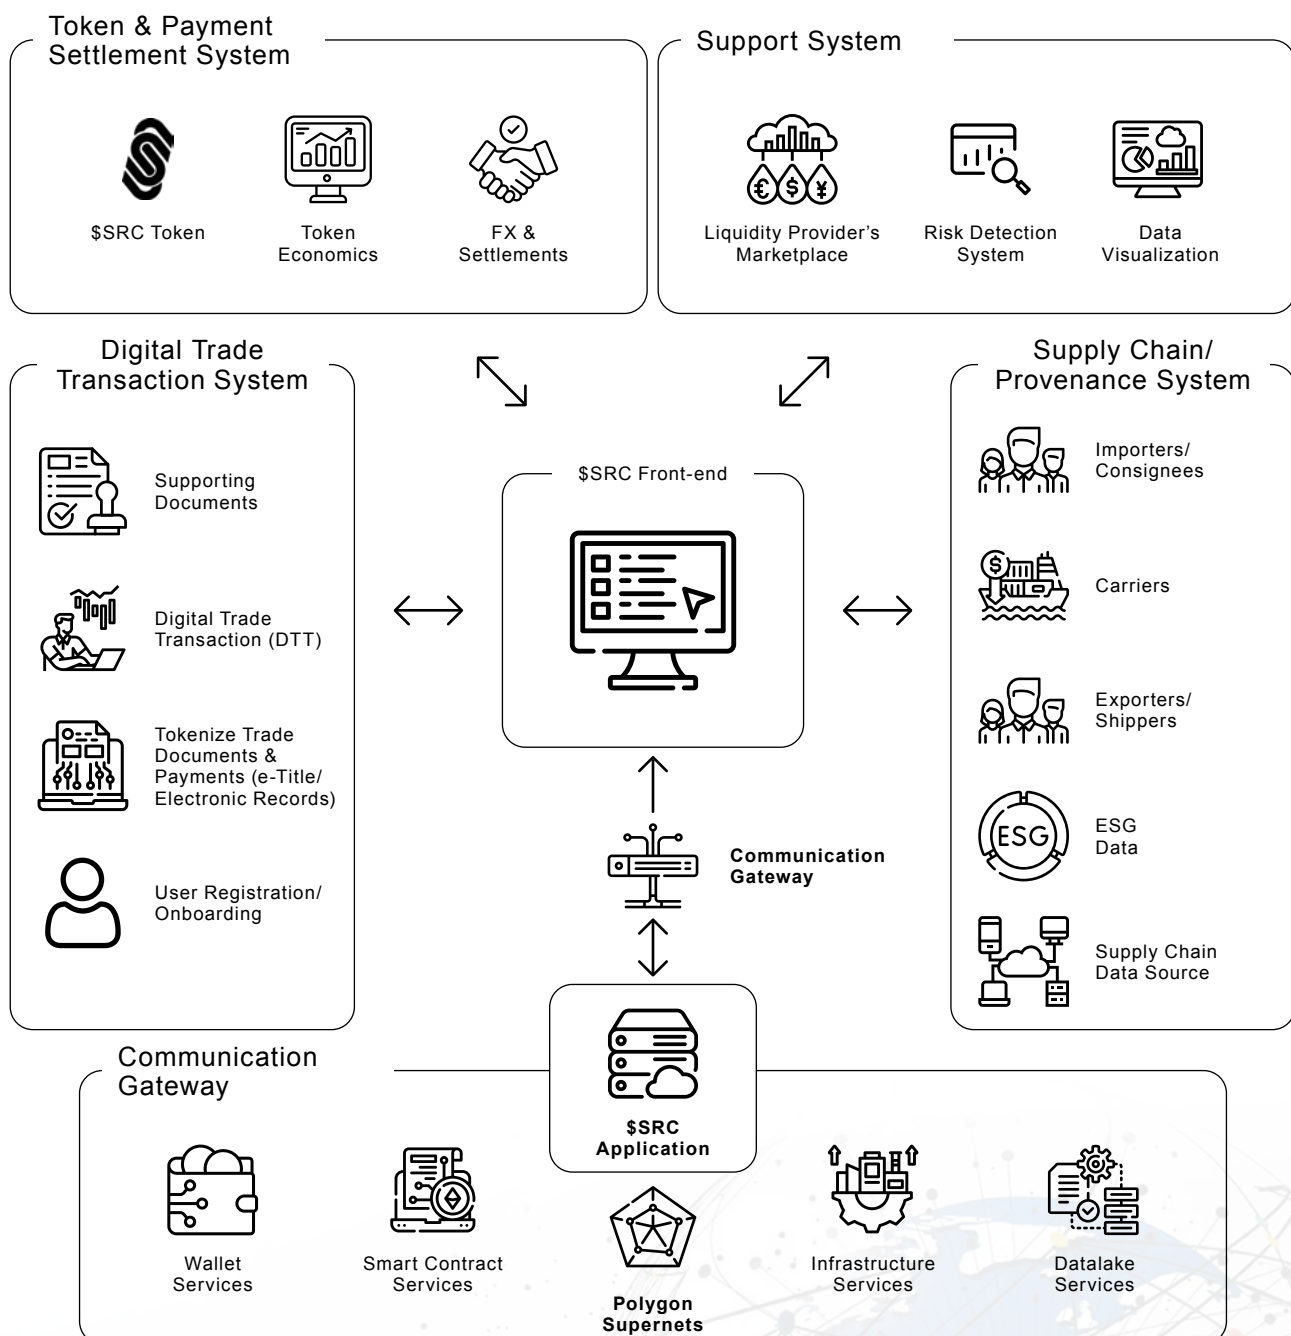 Token & Payment
Settlement System
$SRC Token
Token
Economics
FX &
Settlements
Support System
€
$
¥
Liquidity Provider’s
Marketplace
Risk Detection
System
Data
Visualization
Digital Trade
Transaction System
Supporting
Documents
Digital Trade
Transaction (DTT)
Tokenize Trade
Documents &
Payments (e-Title/
Electronic Records)
User Registration/
Onboarding
$SRC Front-end
Communication
Gateway
Supply Chain/
Provenance System
Importers/
Consignees
$
Carriers
Exporters/
Shippers
ESG
ESG
Data
Supply Chain
Data Source
Communication
Gateway
$SRC
Application
Wallet
Services
Smart Contract
Services
Polygon
Supernets
Infrastructure
Services
Datalake
Services